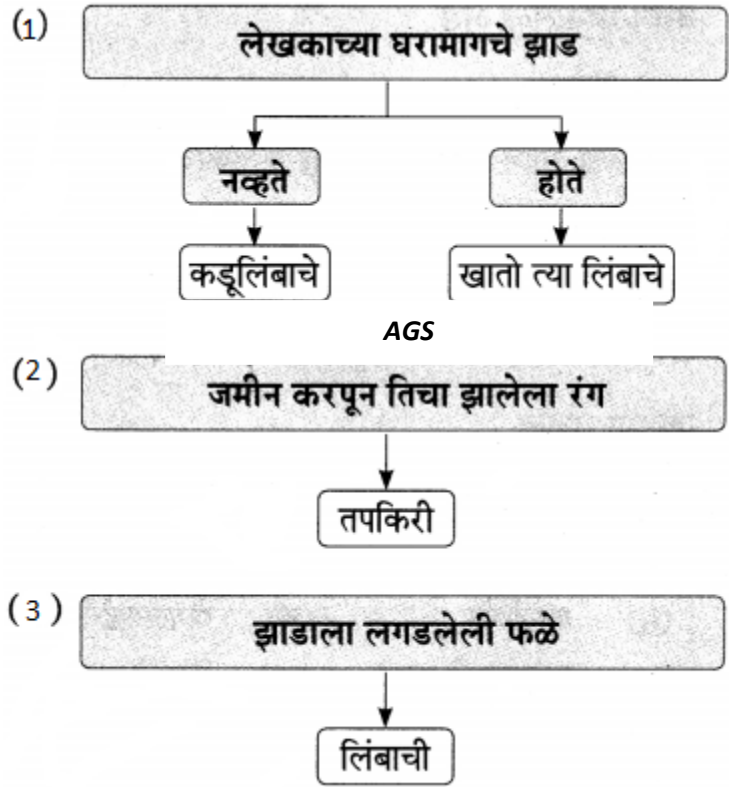 (1) लेखकाच्या घरामागचे झाड
नव्हते होते
कडूलिंबाचे खातो त्या लिंबाचे
AGS
(2) जमीन करपून तिचा झालेला रंग
तपकिरी
(3) झाडाला लगडलेली फळे
लिंबाची